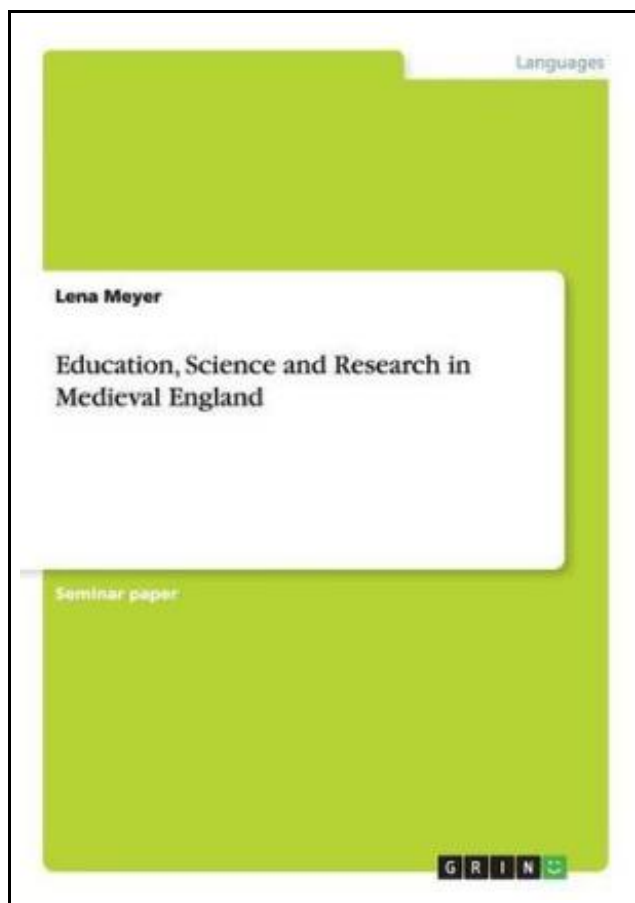 Languages
Lena Meyer
Education, Science and Research in
Medieval England
Seminar paper
GRIN